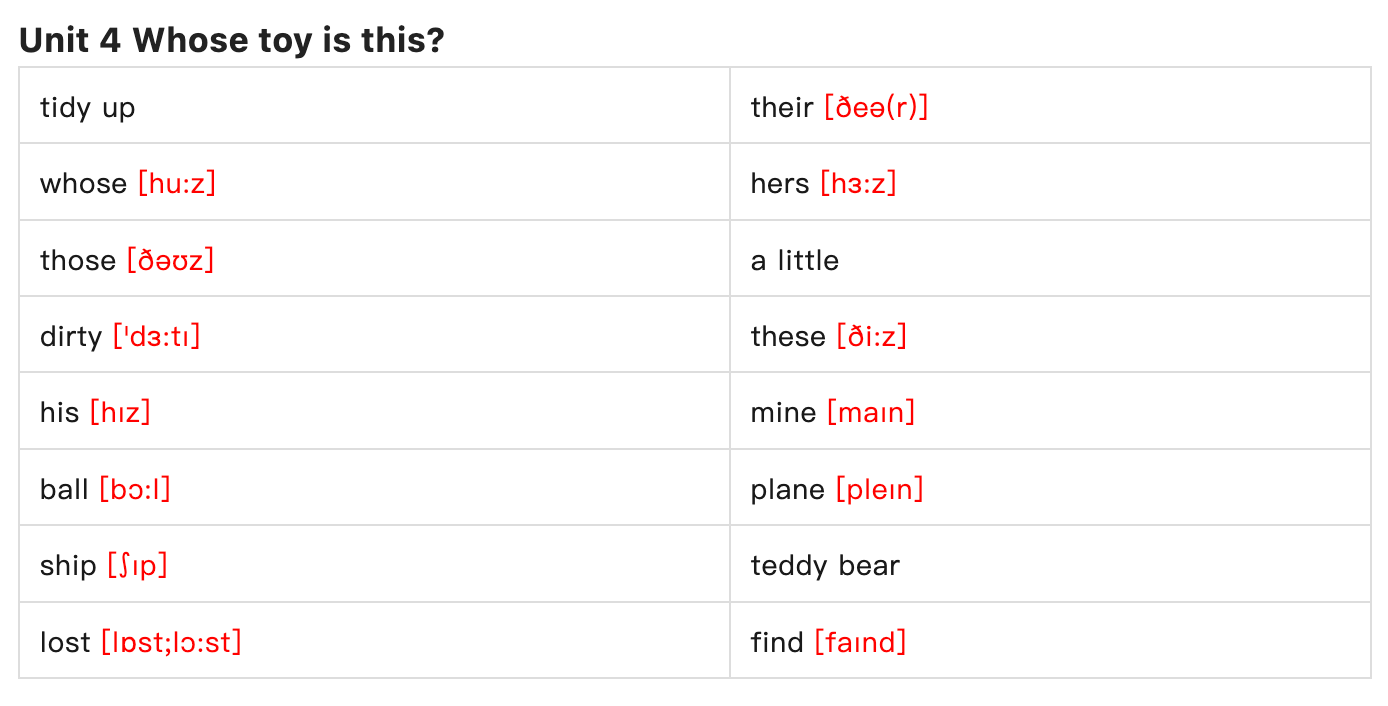 Unit 4 Whose toy is this?
tidy up
their [ðeə(r)]
whose [hu:z]
hers [hɜ:z]
those [ðəʊz]
a little
dirty ['dɜ:tɪ]
these [ði:z]
his [hɪz]
mine [maɪn]
ball [bɔ:l]
plane [pleɪn]
ship [ʃɪp]
teddy bear
lost [lɒst;lɔ:st]
find [faɪnd]